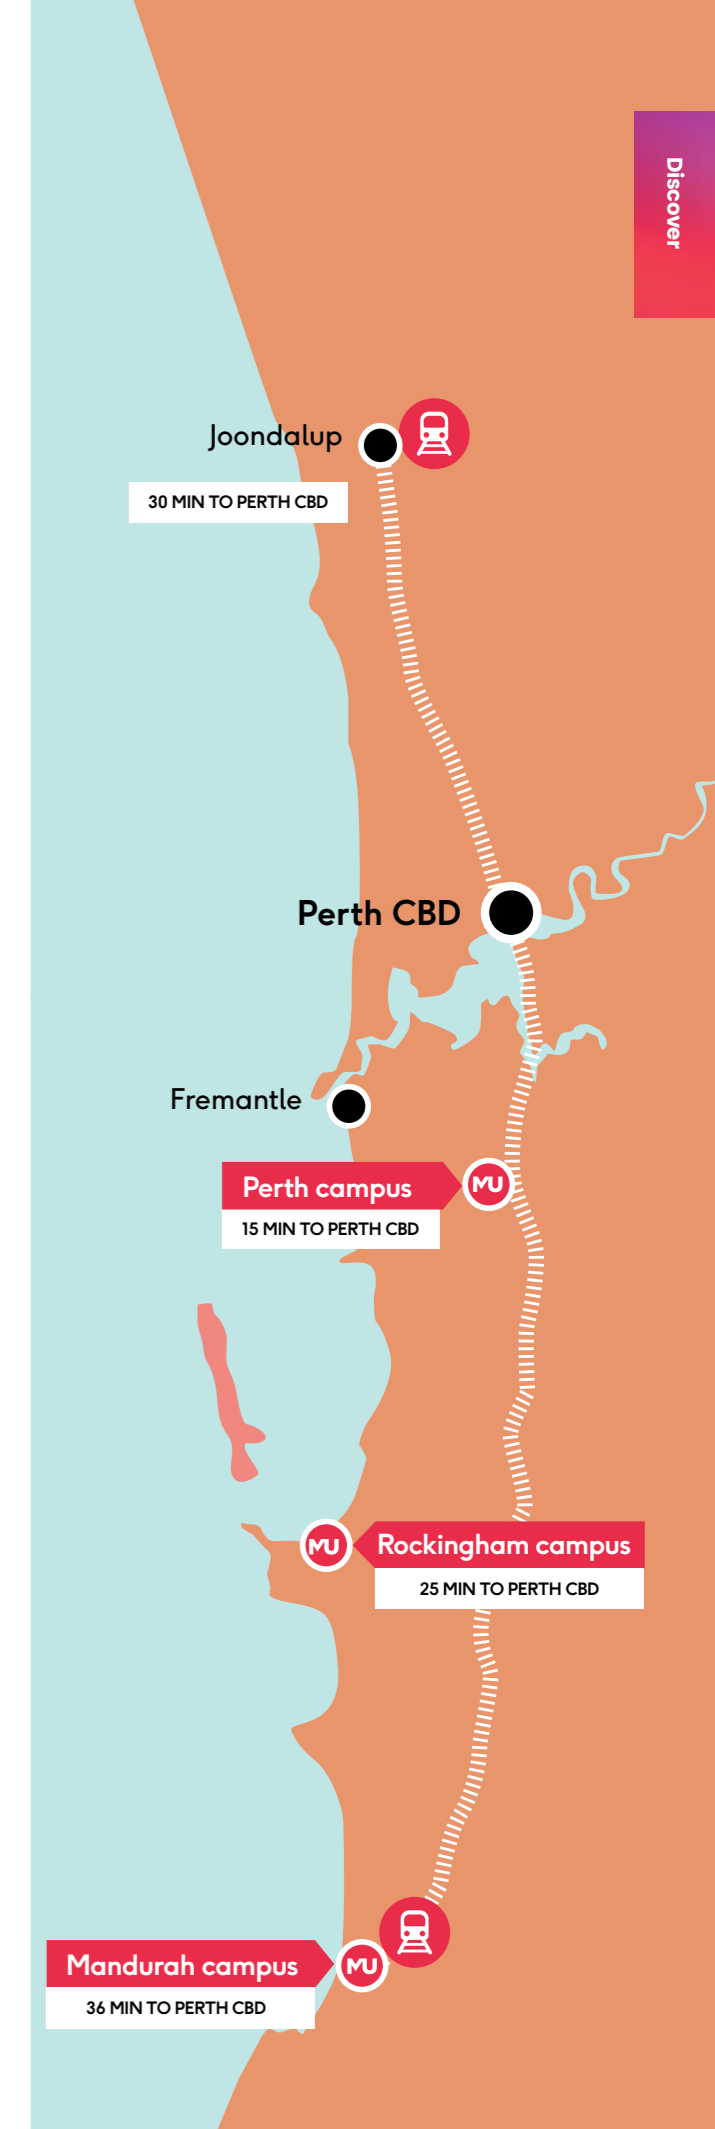 Discover
Joondalup
30 MIN TO PERTH CBD
Perth CBD
Fremantle
Perth campus
MU
15 MIN TO PERTH CBD
MU
Rockingham campus
25 MIN TO PERTH CBD
Mandurah campus
MU
36 MIN TO PERTH CBD